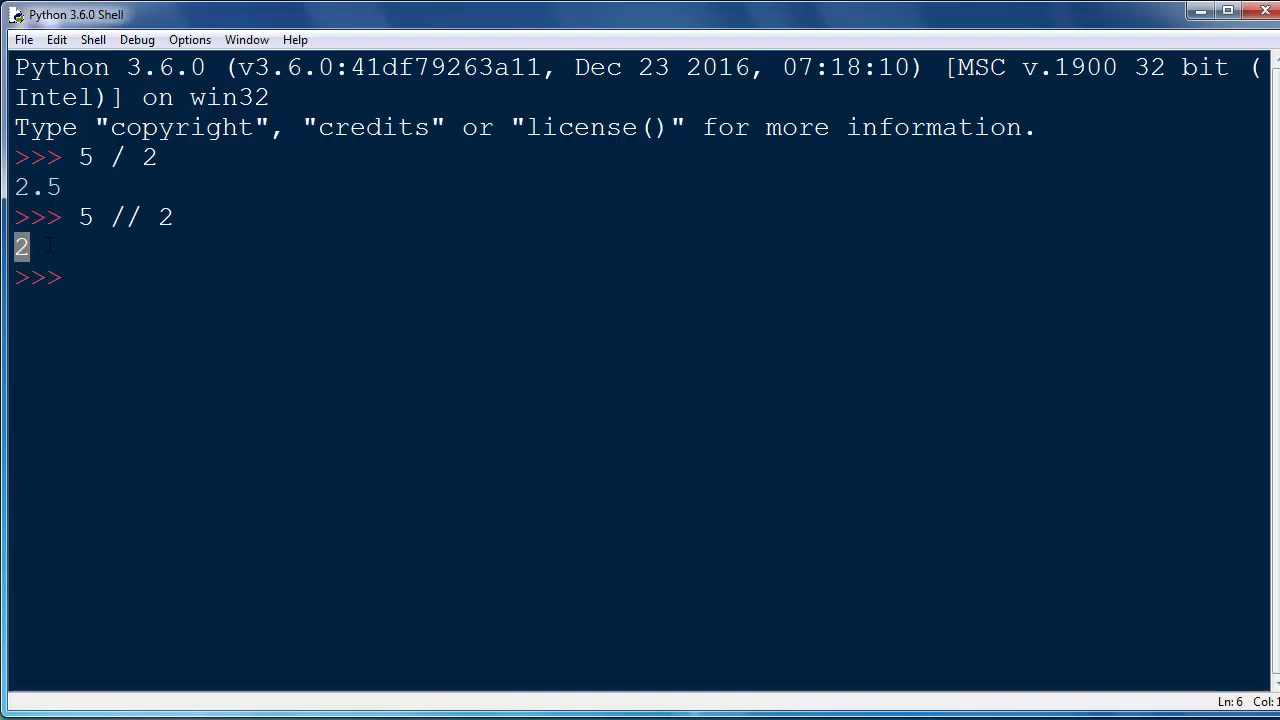 Python 3.6.0 Shell
File Edit Shell Debug Options Window Help
Python 3.6.0 (v3.6.0:41df79263a11, Dec 23 2016, 07:18:10) [MSC v.1900 32 bit (
Intel)] on win32
Type "copyright", "credits" or "license()" for more information.
>>> 5 / 2
2.5
>>> 5 // 2
2
>>>
Ln: 6 Col: 1